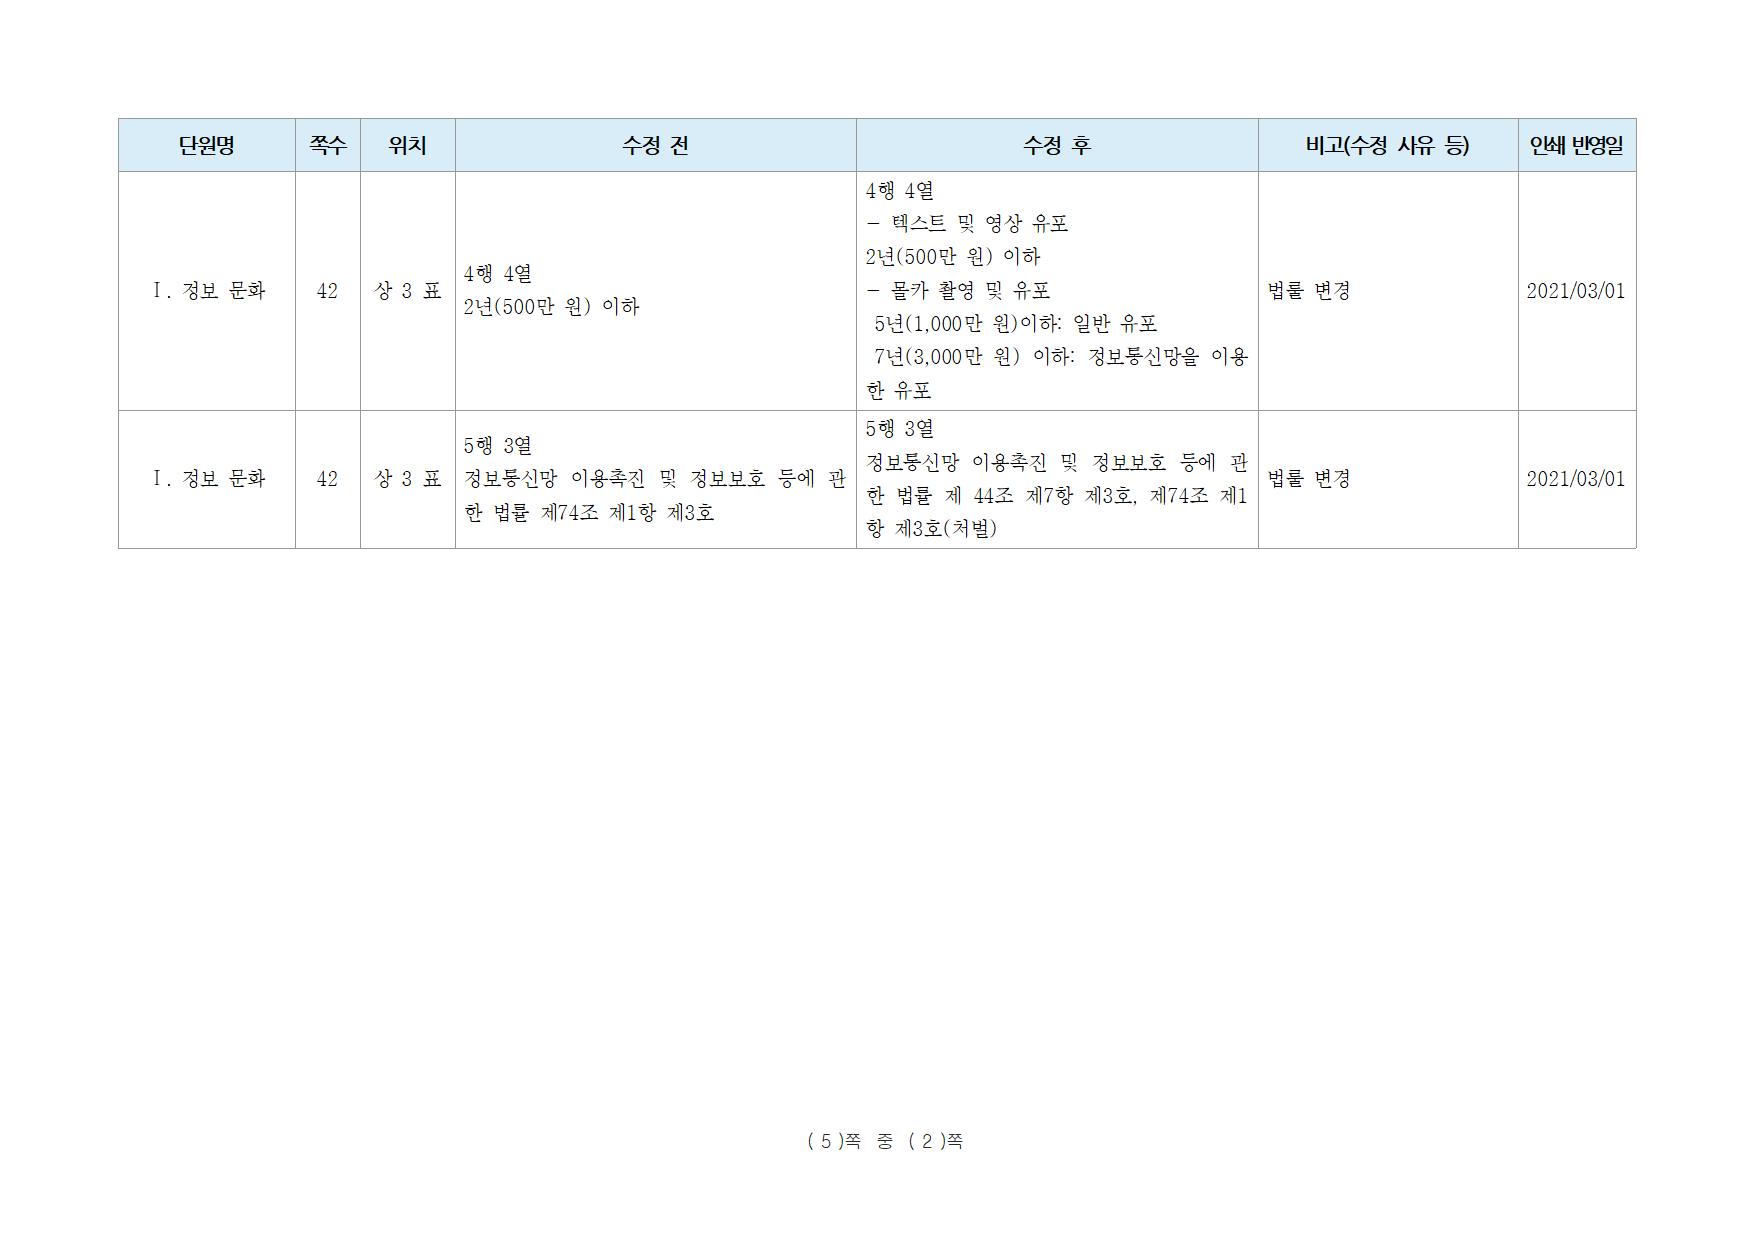 단원명 쪽수 위치 수정 전 수정 후 비고(수정 사유 등) 인쇄 반영일
Ⅰ. 정보 문화
42
상 3 표
4행 4열
2년(500만 원) 이하
4행 4열
- 텍스트 및 영상 유포
2년(500만 원) 이하
- 몰카 촬영 및 유포
5년(1,000만 원)이하: 일반 유포
7년(3,000만 원) 이하: 정보통신망을 이용
한 유포
법률 변경
2021/03/01
Ⅰ. 정보 문화
42
상 3 표
5행 3열
정보통신망 이용촉진 및 정보보호 등에 관
한 법률 제74조 제1항 제3호
5행 3열
정보통신망 이용촉진 및 정보보호 등에 관
한 법률 제 44조 제7항 제3호, 제74조 제1
항 제3호(처벌)
법률 변경
2021/03/01
( 5 )쪽 중 ( 2 )쪽